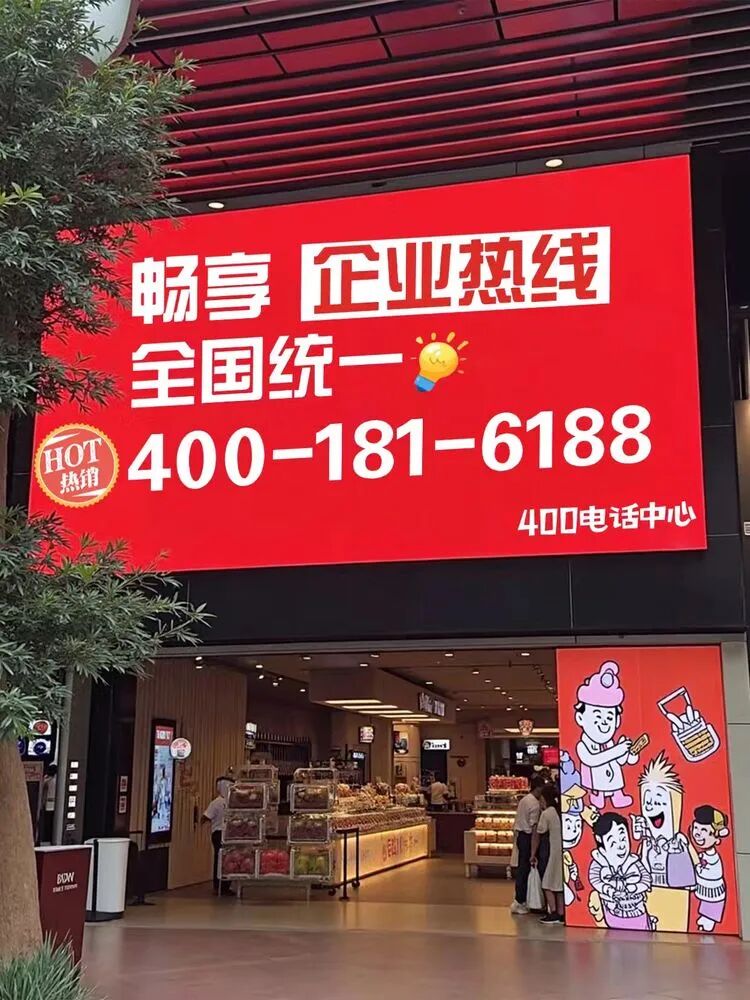 畅享 企业热线
全国统一
HOT
热销
400-181-6188
400电话中心